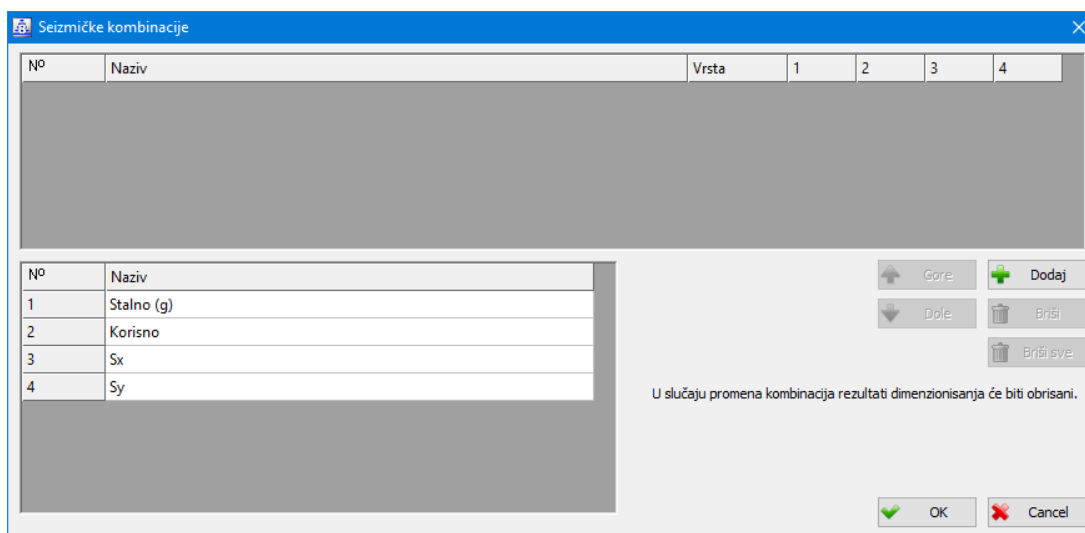 Seizmičke kombinacije
Nº Naziv Vrsta 1 2 3 4
Nº Naziv
1 Stalno (g)
2 Korisno
3 Sx
4 Sy
Gore Dodaj
Dole Briši
Briši sve
U slučaju promena kombinacija rezultati dimenzionisanja će biti obrisani.
OK Cancel